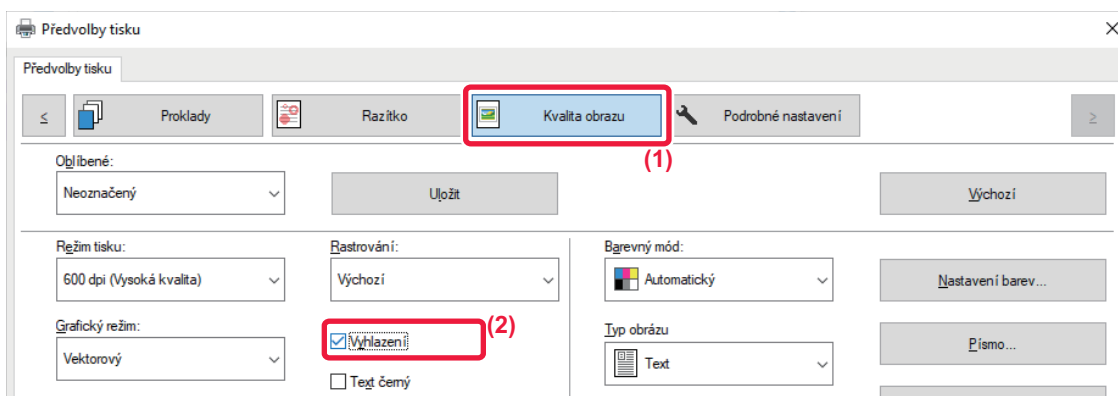 Předvolby tisku
Předvolby tisku
< Proklady Razítko Kvalita obrazu Podrobné nastavení >
(1)
Oblíbené:
Neoznačený Uložit Výchozí
Režim tisku: Rastrování: Barevný mód:
600 dpi (Vysoká kvalita) Výchozí Automatický Nastavení barev...
Grafický režim: (2) Typ obrázu
Vektorový Vyhlazení Text Písmo...
Text černý